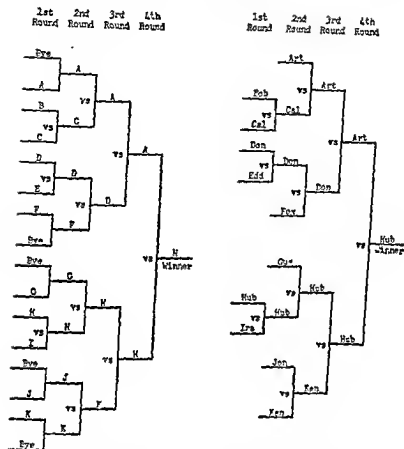 1st 2nd 3rd 4th
Round Round Round Round
Bye
A
A
vs
A
B
vs
C
C
vs
A
D
vs
E
D
vs
D
F
F
Bye
vs
H
Winner
Bye
G
G
vs
H
H
vs
H
I
vs
H
Bye
J
J
vs
K
K
Bye
1st 2nd 3rd 4th
Round Round Round Round
Art
vs
Art
Bob
vs
Cal
Cal
vs
Art
Don
vs
Edd
Don
vs
Don
Fox
vs
Hub
Winner
Gus
vs
Hub
Hub
vs
Hub
Ira
vs
Hub
Jon
vs
Ken
Ken